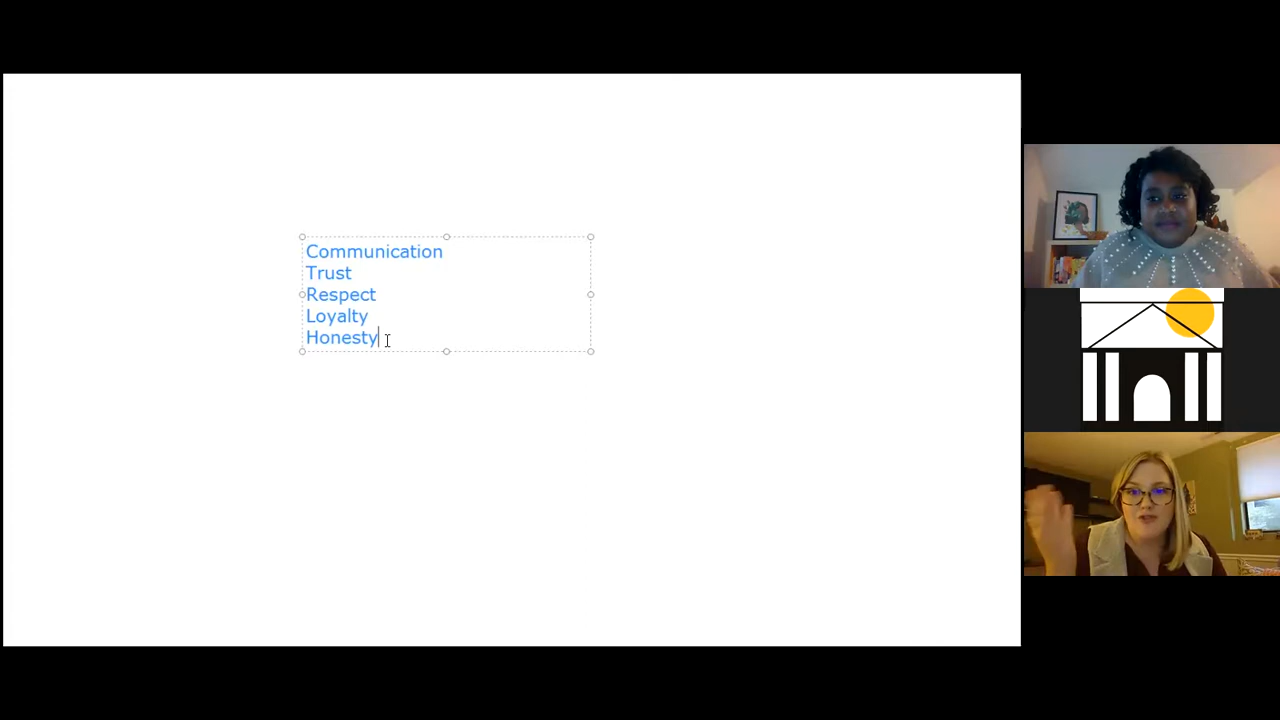 Communication
Trust
Respect
Loyalty
Honesty